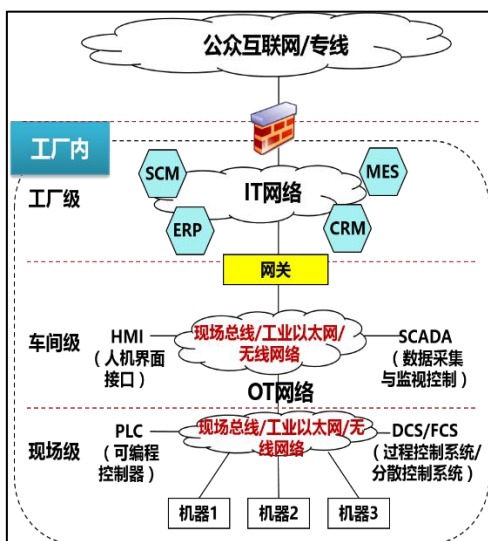 公众互联网/专线
工厂内
SCM
MES
工厂级
IT网络
ERP
CRM
网关
现场总线/工业以太网/
无线网络
车间级
HMI
（人机界面
接口）
SCADA
（数据采集
与监视控制）
OT网络
现场级
PLC
（可编程
控制器）
现场总线/工业以太网/无
线网络
DCS/FCS
（过程控制系统/
分散控制系统）
机器1
机器2
机器3